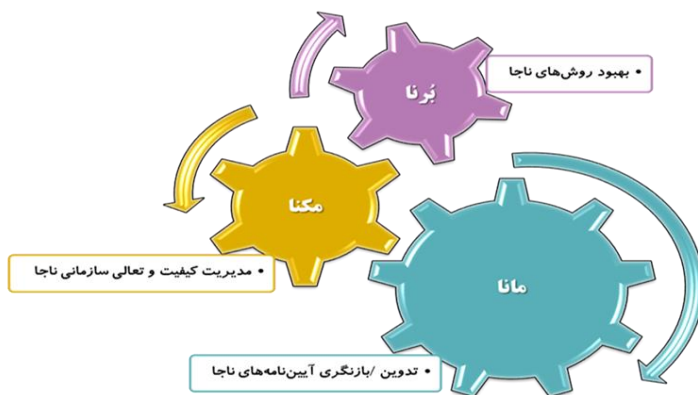 بُرنا
• بهبود روش‌های ناجا
مکنا
• مدیریت کیفیت و تعالی سازمانی ناجا
مانا
• تدوین /بازنگری آیین‌نامه‌های ناجا